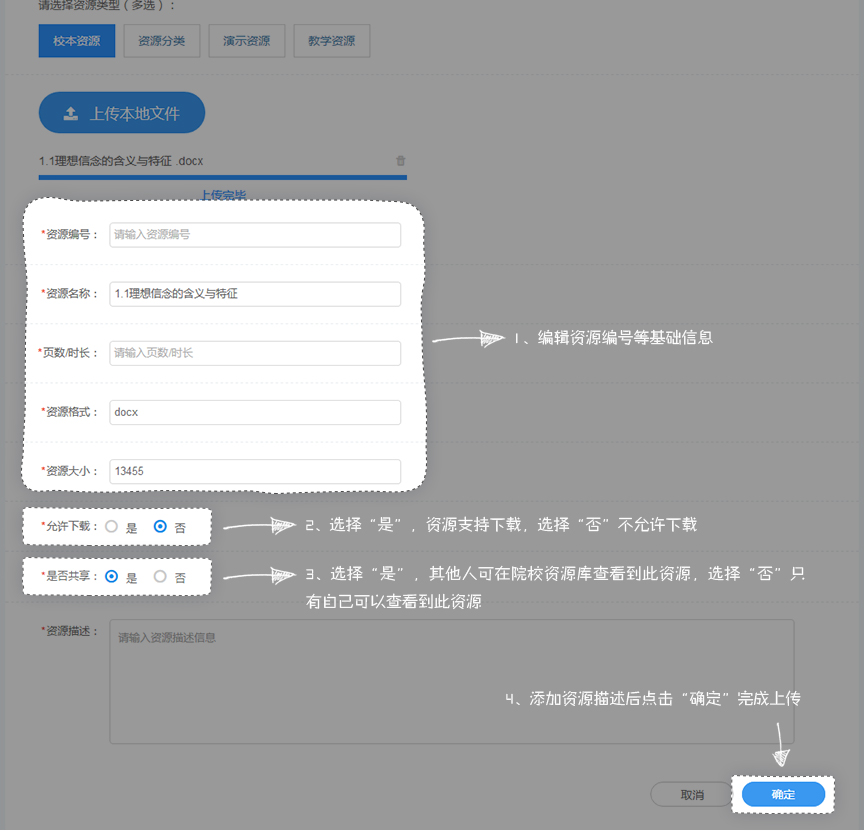 请选择资源类型（多选）：
校本资源 资源分类 演示资源 教学资源
上传本地文件
1.1理想信念的含义与特征 .docx
上传完毕
*资源编号： 请输入资源编号
*资源名称： 1.1理想信念的含义与特征
1、编辑资源编号等基础信息
*页数/时长： 请输入页数/时长
*资源格式： docx
*资源大小： 13455
*允许下载： 是 否
2、选择“是”，资源支持下载，选择“否”不允许下载
*是否共享： 是 否
3、选择“是”，其他人可在院校资源库查看到此资源，选择“否”只
有自己可以查看到此资源
*资源描述： 请输入资源描述信息
4、添加资源描述后点击“确定”完成上传
取消 确定